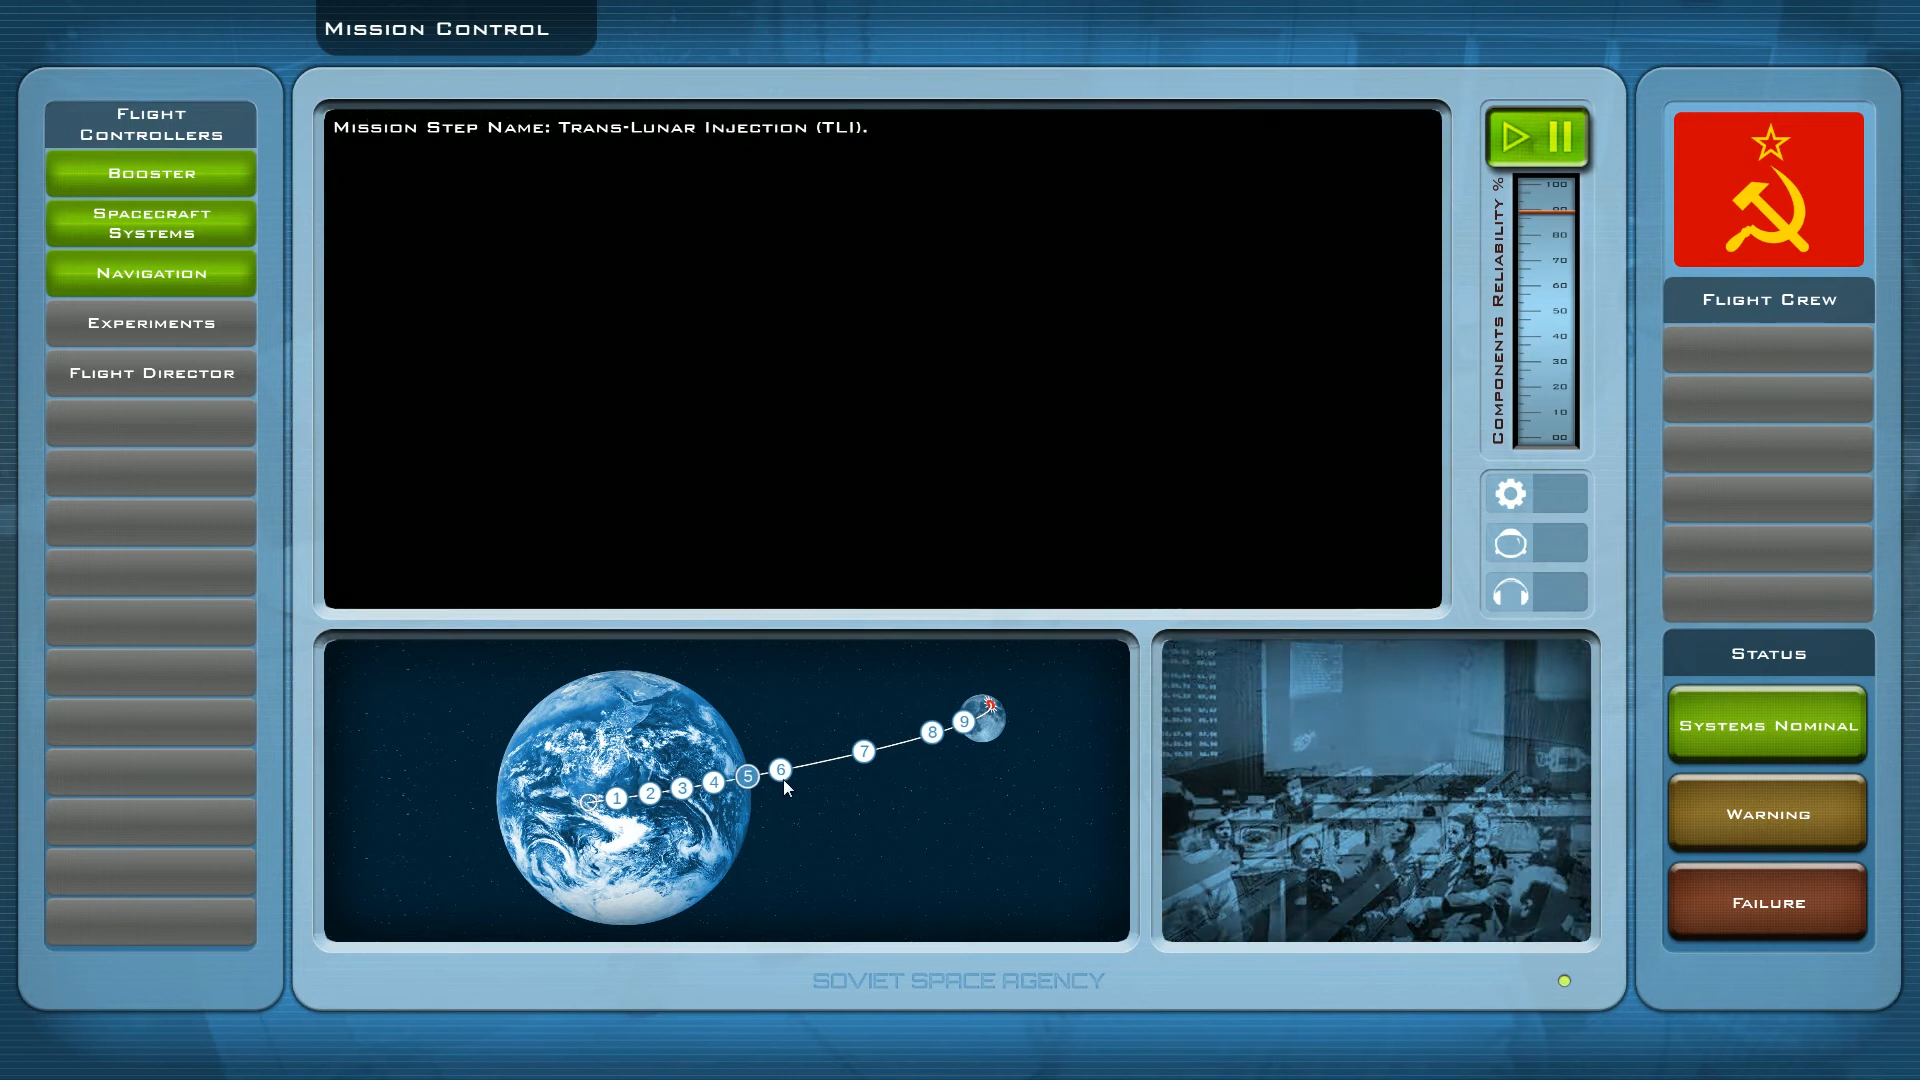 Mission Control
Flight Controllers
Booster
Spacecraft Systems
Navigation
Experiments
Flight Director
Mission Step Name: Trans-Lunar Injection (TLI).
Components Reliability %
100
90
80
70
60
50
40
30
20
10
00
Flight Crew
Status
Systems Nominal
Warning
Failure
1
2
3
4
5
6
7
8
9
SOVIET SPACE AGENCY